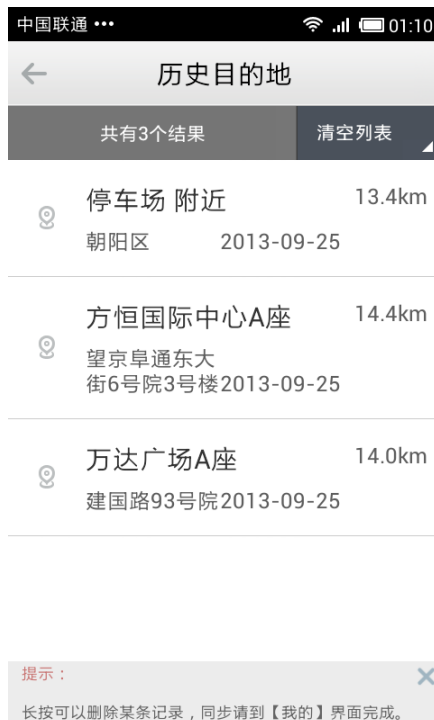 中国联通 ••• 01:10
历史目的地
共有3个结果 清空列表
停车场 附近 13.4km
朝阳区 2013-09-25
方恒国际中心A座 14.4km
望京阜通东大
街6号院3号楼2013-09-25
万达广场A座 14.0km
建国路93号院2013-09-25
提示：
长按可以删除某条记录，同步请到【我的】界面完成。